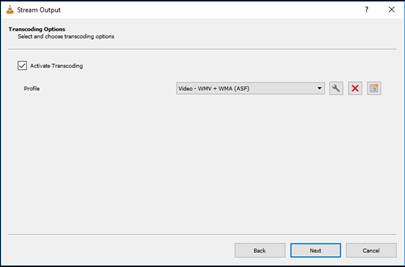 Stream Output
?
Transcoding Options
Select and choose transcoding options
Activate Transcoding
Profile
Video - WMV + WMA (ASF)
Back
Next
Cancel